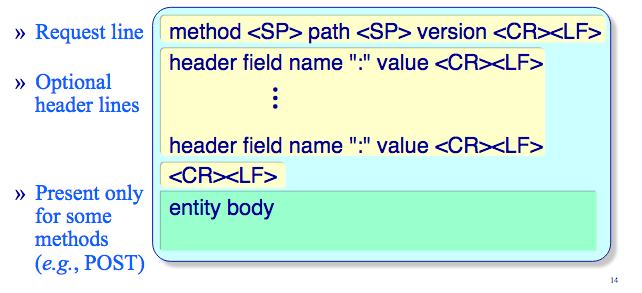 » Request line
method <SP> path <SP> version <CR><LF>
» Optional
header lines
header field name ":" value <CR><LF>
⋮
header field name ":" value <CR><LF>
<CR><LF>
» Present only
for some
methods
(e.g., POST)
entity body
14